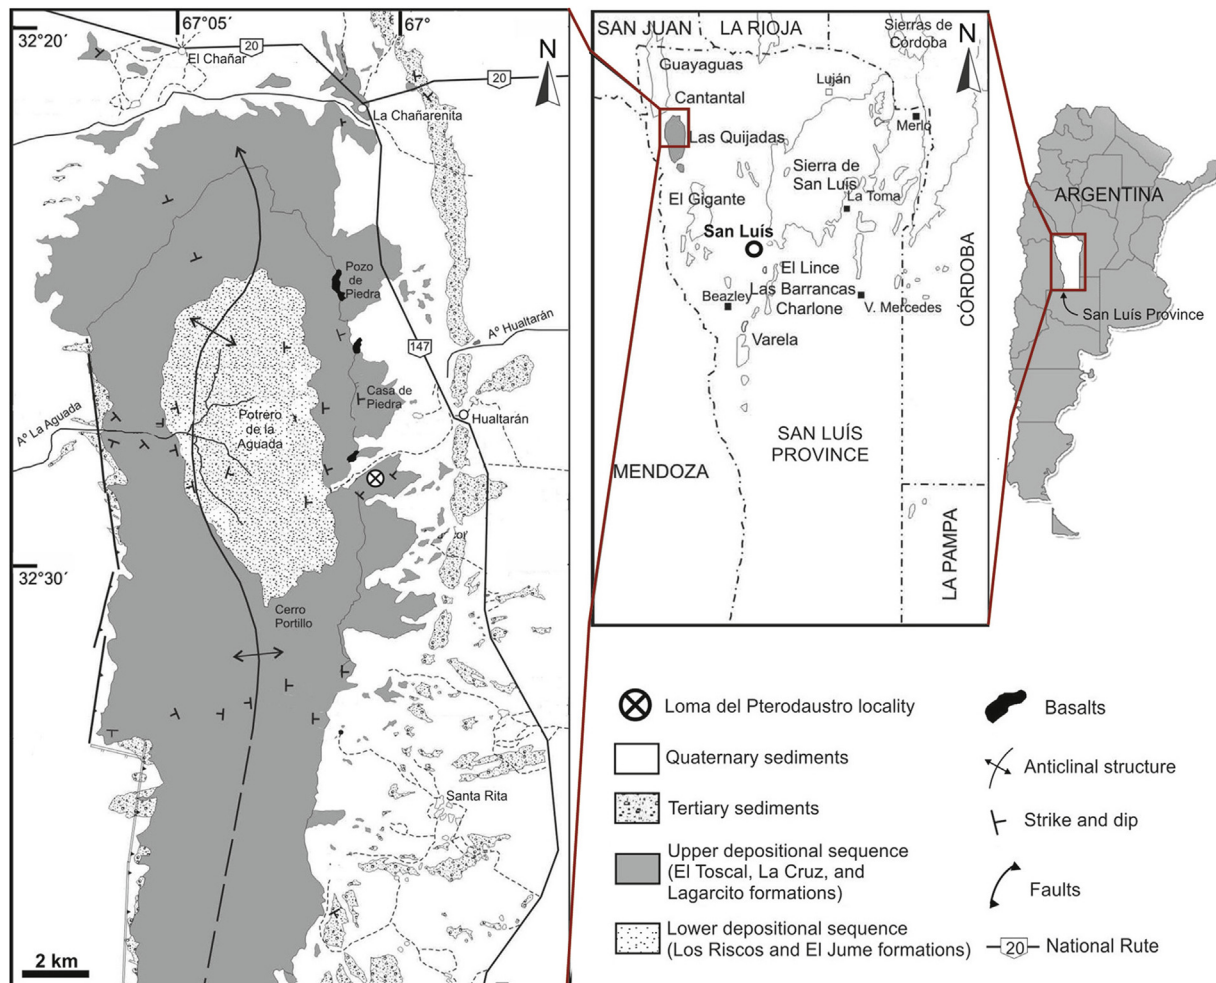 67°05´
67°
32°20´
20
El Chañar
N
20
La Chañarenita
Pozo
de
Piedra
Aº Hualtarán
147
Casa de
Piedra
Hualtarán
Aº La Aguada
Potrero
de la
Aguada
32°30´
Cerro
Portillo
Santa Rita
2 km
SAN JUAN
LA RIOJA
Sierras de
Córdoba
N
Guayaguas
Luján
Cantantal
Merlo
Las Quijadas
Sierra de
San Luís
El Gigante
La Toma
San Luís
El Lince
Las Barrancas
Beazley
Charlone
V. Mercedes
Varela
CÓRDOBA
SAN LUÍS
PROVINCE
MENDOZA
LA PAMPA
ARGENTINA
San Luís Province
Loma del Pterodaustro locality
Quaternary sediments
Tertiary sediments
Upper depositional sequence
(El Toscal, La Cruz, and
Lagarcito formations)
Lower depositional sequence
(Los Riscos and El Jume formations)
Basalts
Anticlinal structure
Strike and dip
Faults
20
National Rute